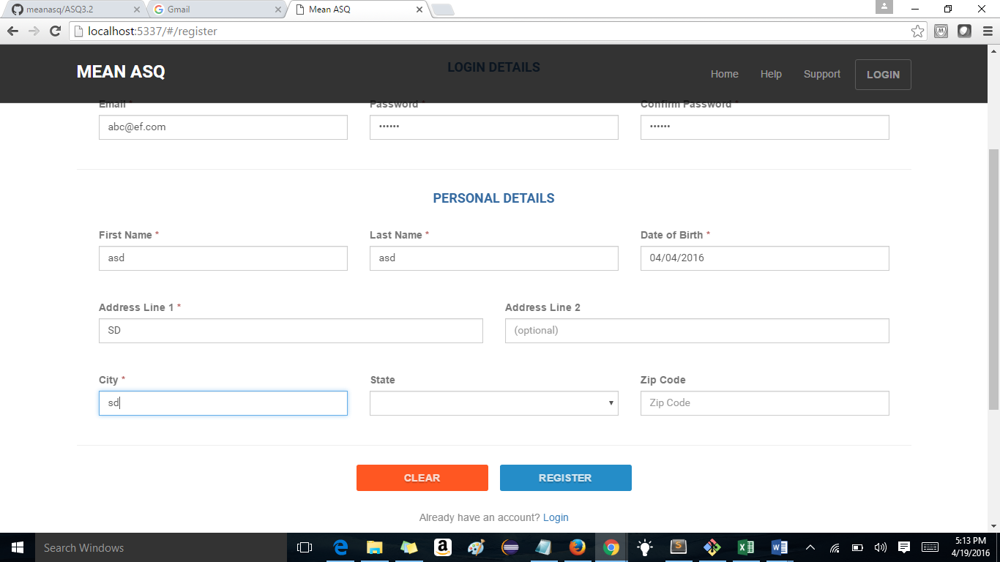 meanasq/ASQ3.2
Gmail
Mean ASQ
localhost:5337/#/register
MEAN ASQ
LOGIN DETAILS
Home
Help
Support
LOGIN
Email *
Password *
Confirm Password *
abc@ef.com
••••••
••••••
PERSONAL DETAILS
First Name *
Last Name *
Date of Birth *
asd
asd
04/04/2016
Address Line 1 *
Address Line 2
SD
(optional)
City *
State
Zip Code
sd
Zip Code
CLEAR
REGISTER
Already have an account? Login
Search Windows
5:13 PM
4/19/2016